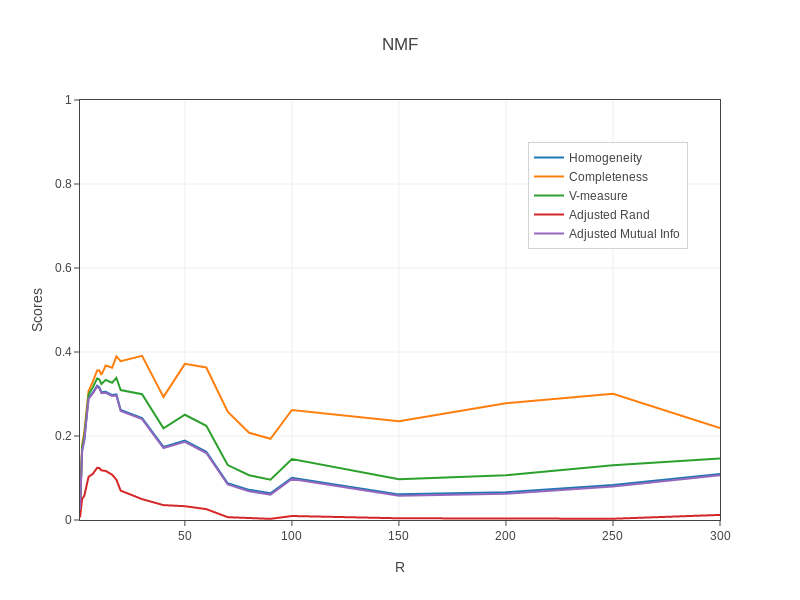 NMF
Scores
1
0.8
0.6
0.4
0.2
0
50
100
150
200
250
300
R
Homogeneity
Completeness
V-measure
Adjusted Rand
Adjusted Mutual Info